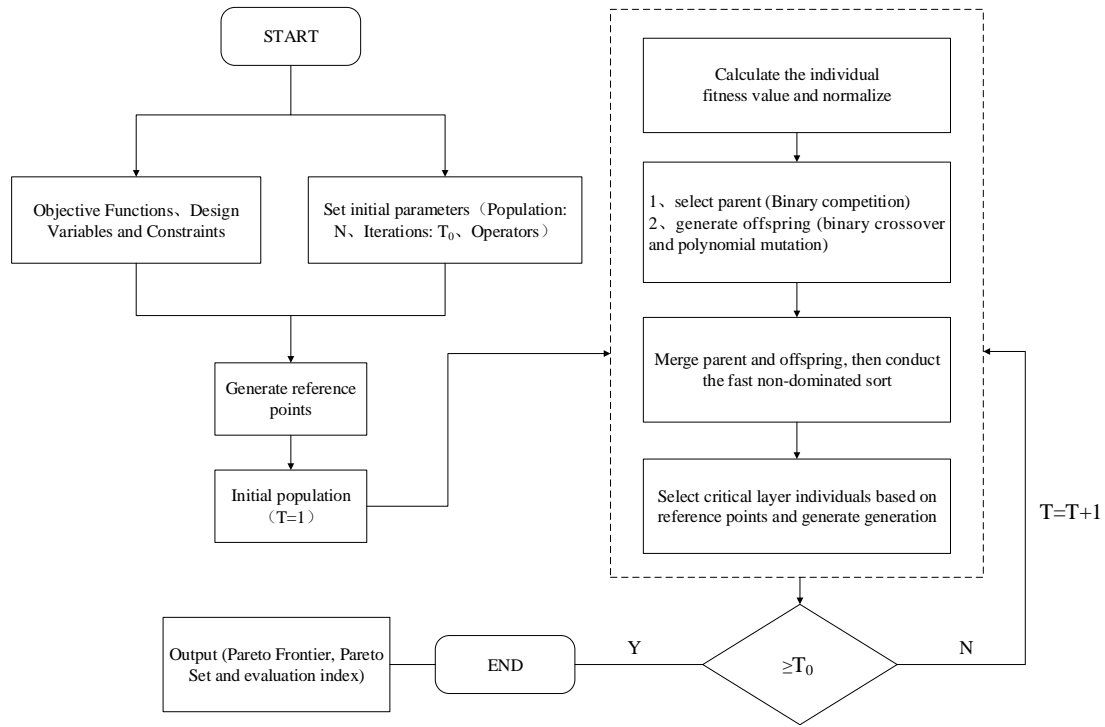 START
Objective Functions、Design
Variables and Constraints
Set initial parameters（Population:
N、Iterations: T₀、Operators）
Generate reference
points
Initial population
（T=1）
Calculate the individual
fitness value and normalize
1、select parent (Binary competition)
2、generate offspring (binary crossover
and polynomial mutation)
Merge parent and offspring, then conduct
the fast non-dominated sort
Select critical layer individuals based on
reference points and generate generation
T=T+1
≥T₀
N
Y
END
Output (Pareto Frontier, Pareto
Set and evaluation index)